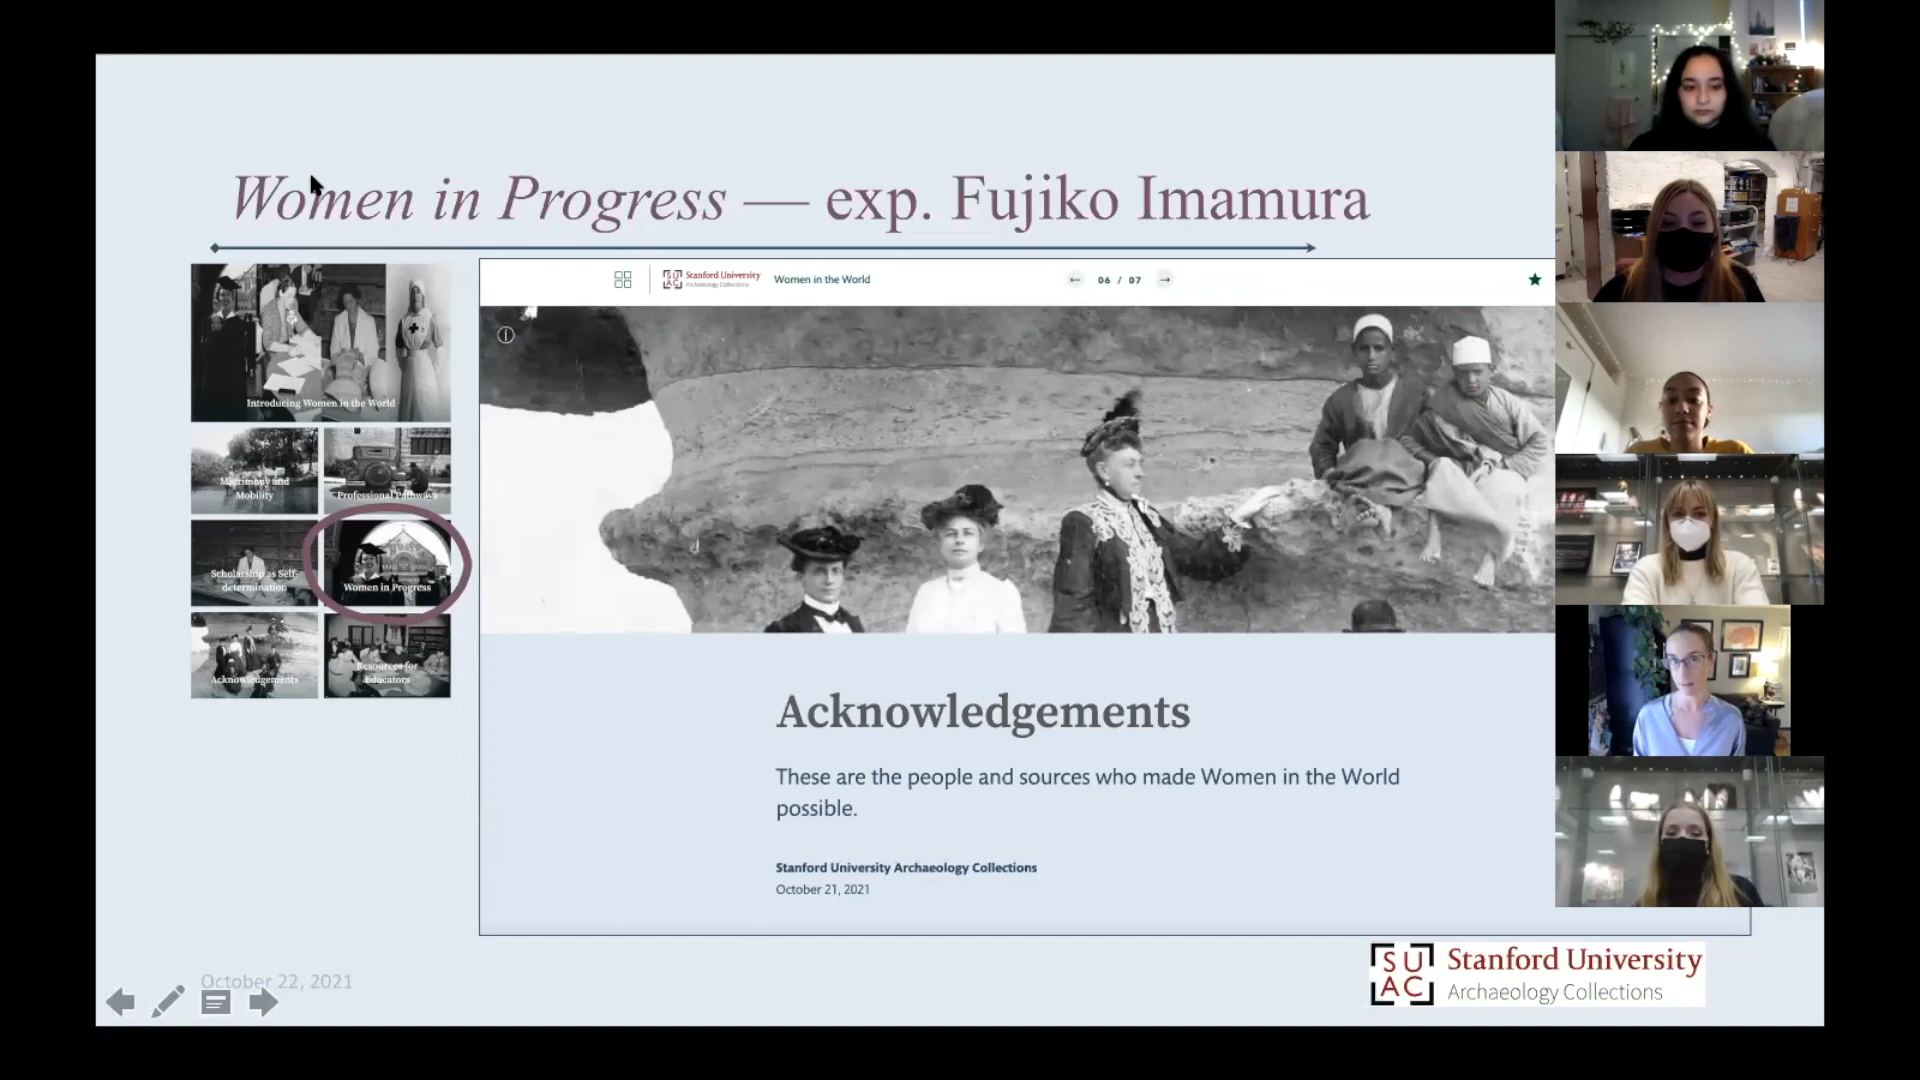 Women in Progress — exp. Fujiko Imamura
Introducing Women in the World
Matrimony and
Mobility
Professional Pathways
Scholarship as Self-
determination
Women in Progress
Acknowledgements
Resources for
Educators
SU
AC
Stanford University
Archaeology Collections
Women in the World
← 06 / 07 →
Acknowledgements
These are the people and sources who made Women in the World
possible.
Stanford University Archaeology Collections
October 21, 2021
October 22, 2021
SU
AC
Stanford University
Archaeology Collections